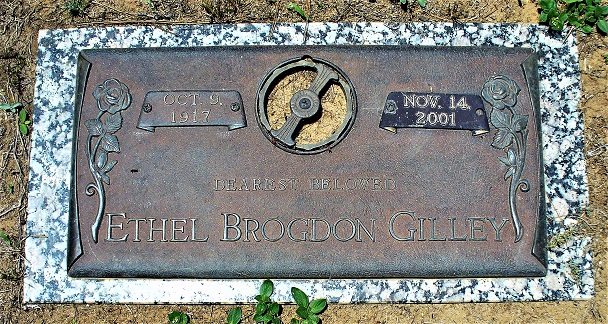 OCT. 9,
1917
NOV. 14,
2001
DEAREST BELOVED
ETHEL BROGDON GILLEY